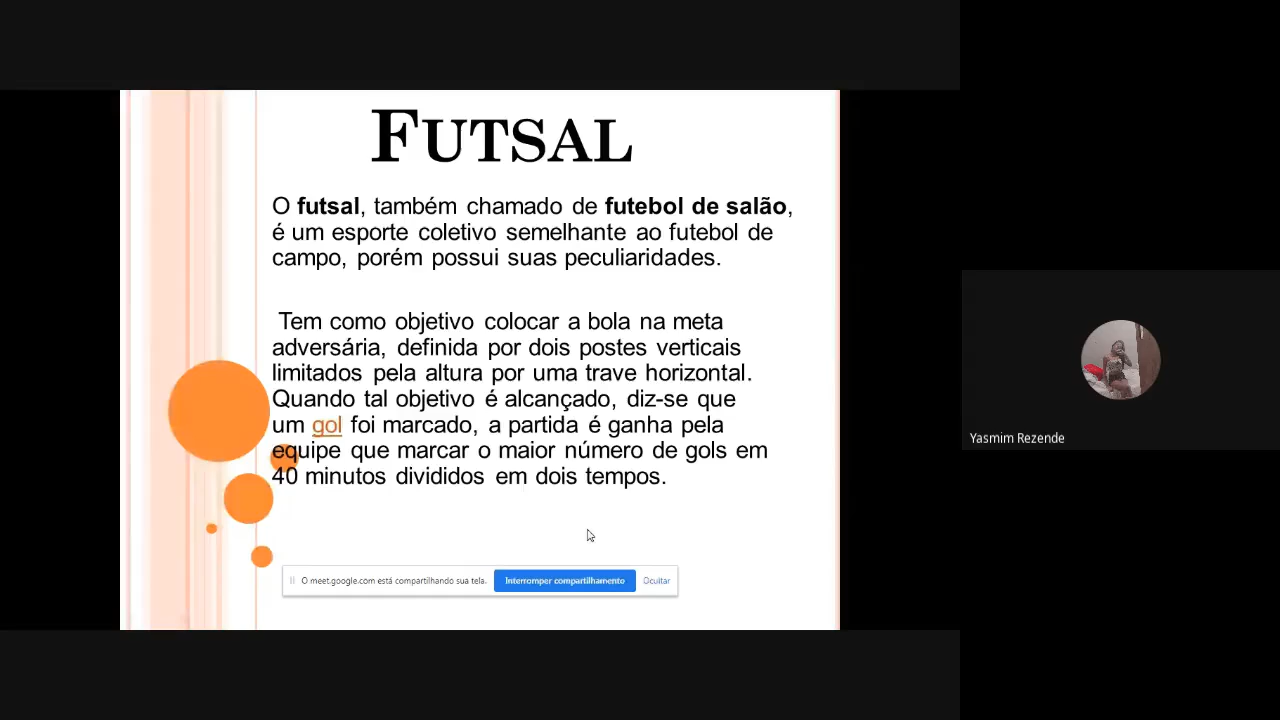 FUTSAL
O futsal, também chamado de futebol de salão,
é um esporte coletivo semelhante ao futebol de
campo, porém possui suas peculiaridades.
Tem como objetivo colocar a bola na meta
adversária, definida por dois postes verticais
limitados pela altura por uma trave horizontal.
Quando tal objetivo é alcançado, diz-se que
um gol foi marcado, a partida é ganha pela
equipe que marcar o maior número de gols em
40 minutos divididos em dois tempos.
O meet.google.com está compartilhando sua tela. Interromper compartilhamento Ocultar
Yasmim Rezende